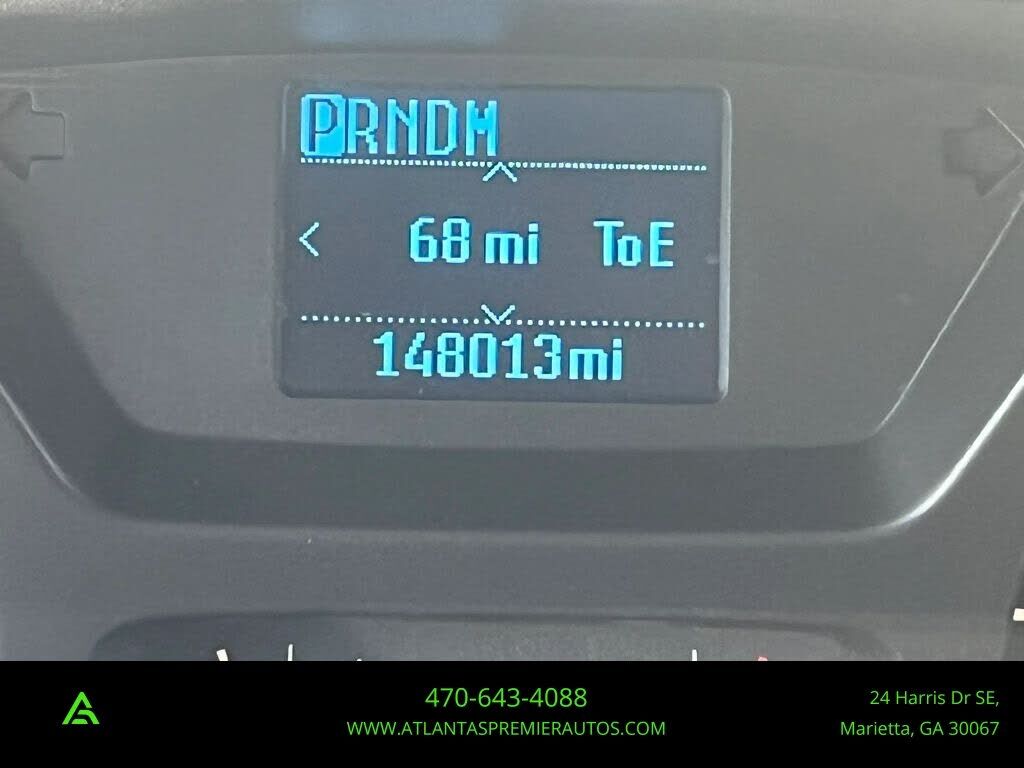 PRNDM
68 mi ToE
148013mi
470-643-4088
WWW.ATLANTASPREMIERAUTOS.COM
24 Harris Dr SE,
Marietta, GA 30067